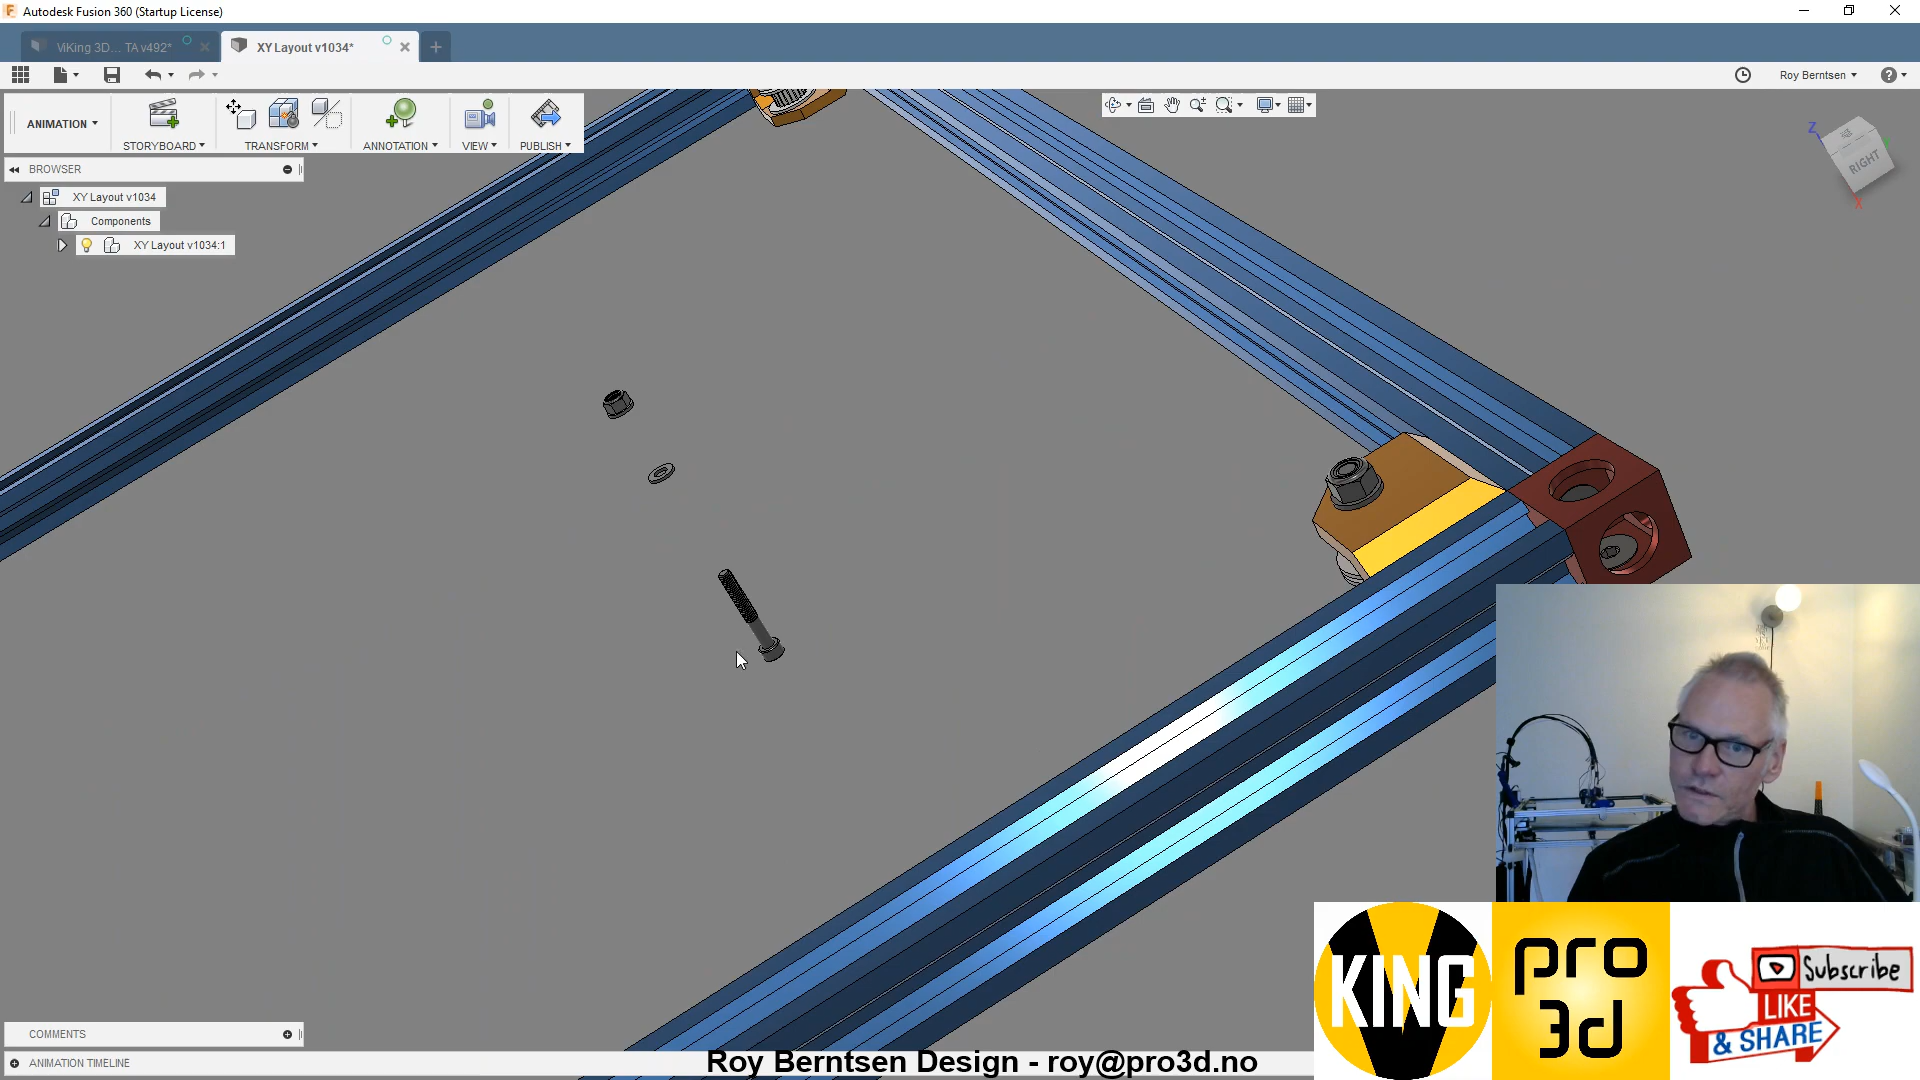 Autodesk Fusion 360 (Startup License)
ViKing 3D... TA v492*
XY Layout v1034*
Roy Berntsen
ANIMATION
STORYBOARD
TRANSFORM
ANNOTATION
VIEW
PUBLISH
BROWSER
XY Layout v1034
Components
XY Layout v1034:1
Z
RIGHT
X
KING
pro
3d
Subscribe
LIKE
& SHARE
COMMENTS
ANIMATION TIMELINE
Roy Berntsen Design - roy@pro3d.no